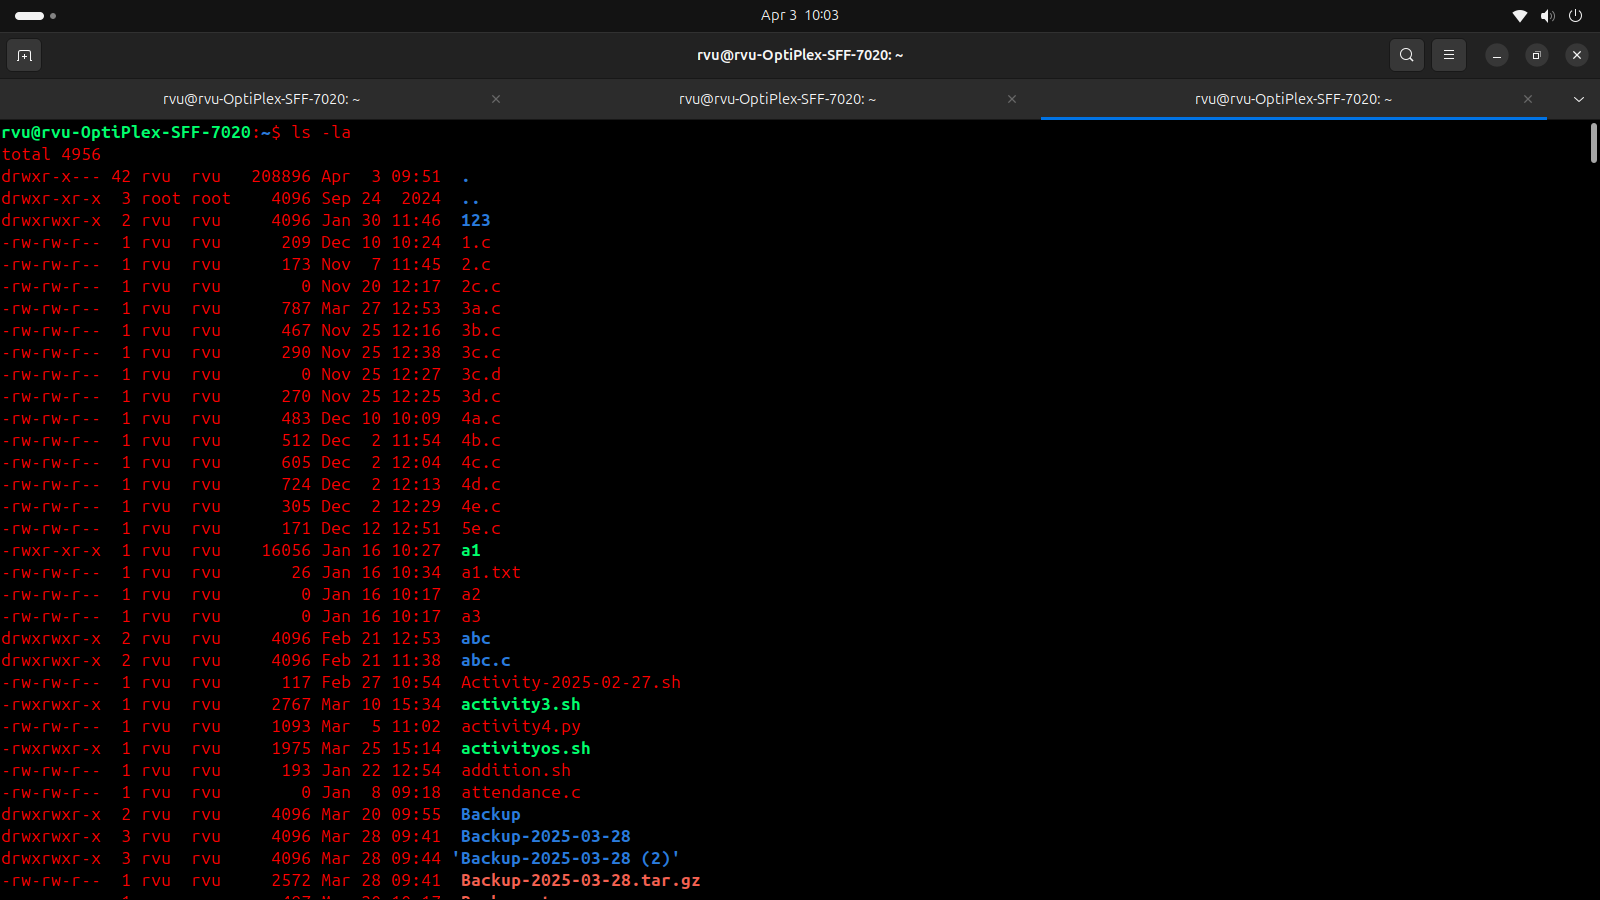 Apr 3 10:03
rvu@rvu-OptiPlex-SFF-7020: ~
rvu@rvu-OptiPlex-SFF-7020: ~ rvu@rvu-OptiPlex-SFF-7020: ~ rvu@rvu-OptiPlex-SFF-7020: ~
rvu@rvu-OptiPlex-SFF-7020:~$ ls -la
total 4956
drwxr-x--- 42 rvu  rvu   208896 Apr  3 09:51  .
drwxr-xr-x  3 root root    4096 Sep 24  2024  ..
drwxrwxr-x  2 rvu  rvu     4096 Jan 30 11:46  123
-rw-rw-r--  1 rvu  rvu      209 Dec 10 10:24  1.c
-rw-rw-r--  1 rvu  rvu      173 Nov  7 11:45  2.c
-rw-rw-r--  1 rvu  rvu        0 Nov 20 12:17  2c.c
-rw-rw-r--  1 rvu  rvu      787 Mar 27 12:53  3a.c
-rw-rw-r--  1 rvu  rvu      467 Nov 25 12:16  3b.c
-rw-rw-r--  1 rvu  rvu      290 Nov 25 12:38  3c.c
-rw-rw-r--  1 rvu  rvu        0 Nov 25 12:27  3c.d
-rw-rw-r--  1 rvu  rvu      270 Nov 25 12:25  3d.c
-rw-rw-r--  1 rvu  rvu      483 Dec 10 10:09  4a.c
-rw-rw-r--  1 rvu  rvu      512 Dec  2 11:54  4b.c
-rw-rw-r--  1 rvu  rvu      605 Dec  2 12:04  4c.c
-rw-rw-r--  1 rvu  rvu      724 Dec  2 12:13  4d.c
-rw-rw-r--  1 rvu  rvu      305 Dec  2 12:29  4e.c
-rw-rw-r--  1 rvu  rvu      171 Dec 12 12:51  5e.c
-rwxr-xr-x  1 rvu  rvu    16056 Jan 16 10:27  a1
-rw-rw-r--  1 rvu  rvu       26 Jan 16 10:34  a1.txt
-rw-rw-r--  1 rvu  rvu        0 Jan 16 10:17  a2
-rw-rw-r--  1 rvu  rvu        0 Jan 16 10:17  a3
drwxrwxr-x  2 rvu  rvu     4096 Feb 21 12:53  abc
drwxrwxr-x  2 rvu  rvu     4096 Feb 21 11:38  abc.c
-rw-rw-r--  1 rvu  rvu      117 Feb 27 10:54  Activity-2025-02-27.sh
-rwxrwxr-x  1 rvu  rvu     2767 Mar 10 15:34  activity3.sh
-rw-rw-r--  1 rvu  rvu     1093 Mar  5 11:02  activity4.py
-rwxrwxr-x  1 rvu  rvu     1975 Mar 25 15:14  activityos.sh
-rw-rw-r--  1 rvu  rvu      193 Jan 22 12:54  addition.sh
-rw-rw-r--  1 rvu  rvu        0 Jan  8 09:18  attendance.c
drwxrwxr-x  2 rvu  rvu     4096 Mar 20 09:55  Backup
drwxrwxr-x  3 rvu  rvu     4096 Mar 28 09:41  Backup-2025-03-28
drwxrwxr-x  3 rvu  rvu     4096 Mar 28 09:44 'Backup-2025-03-28 (2)'
-rw-rw-r--  1 rvu  rvu     2572 Mar 28 09:41  Backup-2025-03-28.tar.gz